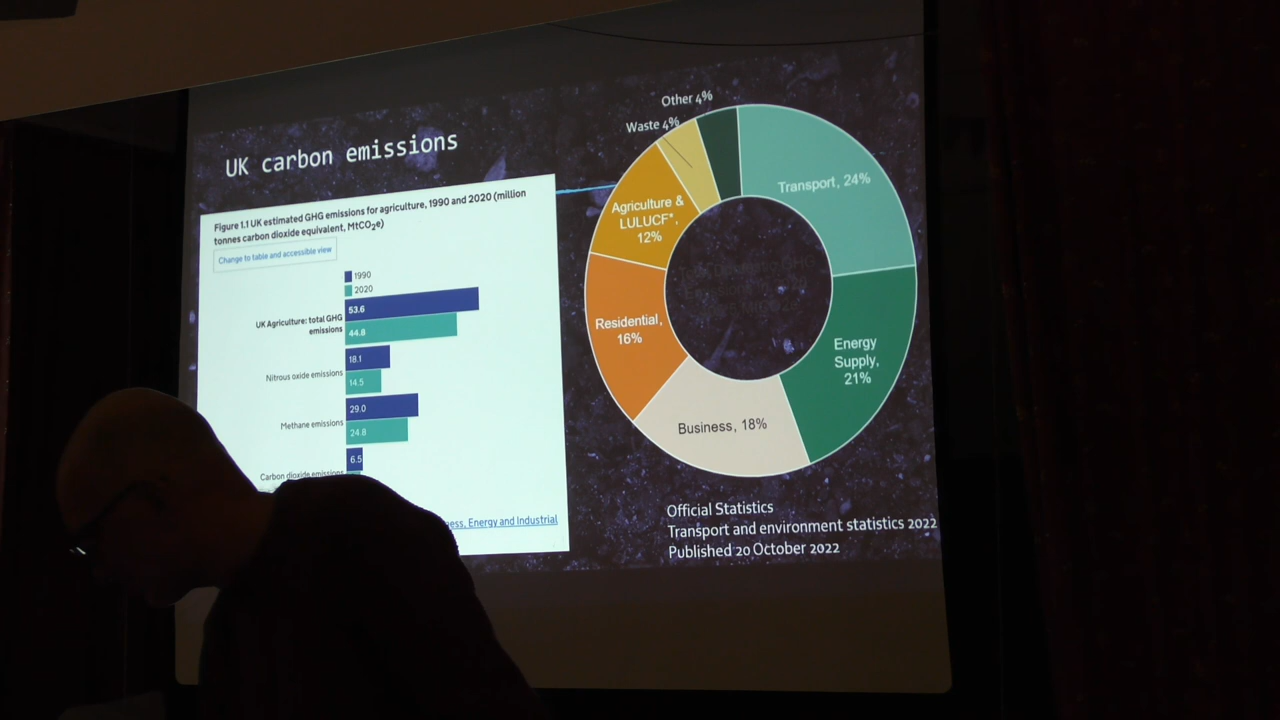 UK carbon emissions
Figure 1.1 UK estimated GHG emissions for agriculture, 1990 and 2020 (million
tonnes carbon dioxide equivalent, MtCO2e)
Change to table and accessible view
1990
2020
UK Agriculture: total GHG
emissions
53.6
44.8
Nitrous oxide emissions
18.1
14.5
Methane emissions
29.0
24.8
Carbon dioxide emissions
6.5
Energy and Industrial
Other 4%
Waste 4%
Transport, 24%
Agriculture &
LULUCF*,
12%
Residential,
16%
Energy
Supply,
21%
Business, 18%
Official Statistics
Transport and environment statistics 2022
Published 20 October 2022